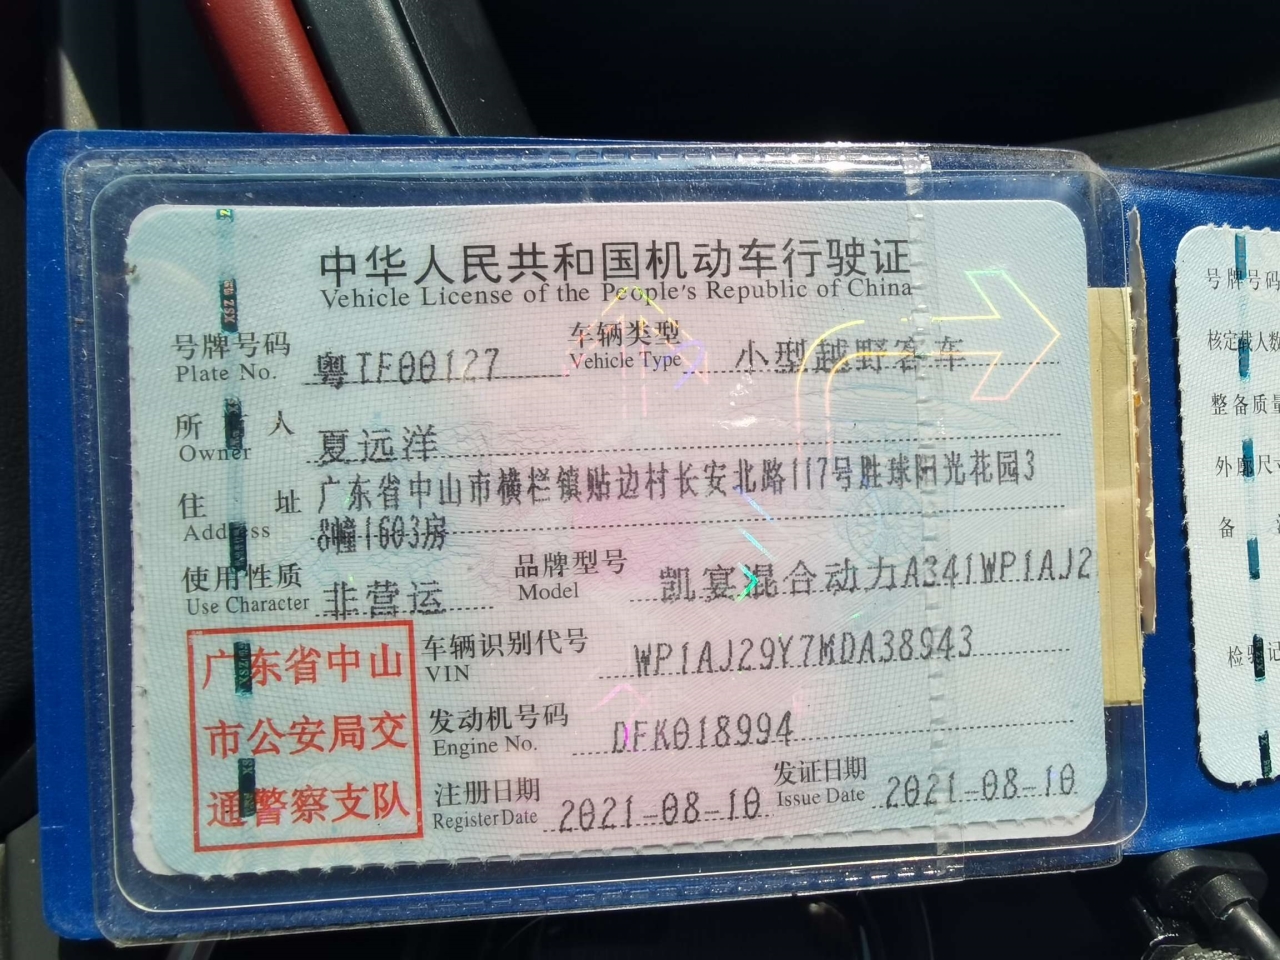 中华人民共和国机动车行驶证
Vehicle License of the People's Republic of China
号牌号码 粤TF00127 车辆类型 小型越野客车
Plate No. Vehicle Type
所有人 夏远洋
Owner
住址 广东省中山市横栏镇贴边村长安北路117号胜球阳光花园3
Address 8幢1603房
使用性质 非营运 品牌型号 凯宴混合动力A341WP1AJ2
Use Character Model
车辆识别代号 WP1AJ29Y7MDA38943
VIN
发动机号码 DFK018994
Engine No.
注册日期 2021-08-10 发证日期 2021-08-10
Register Date Issue Date
广东省中山
市公安局交
通警察支队
号牌号码
核定载人数
整备质量
外廓尺寸
备
检验记